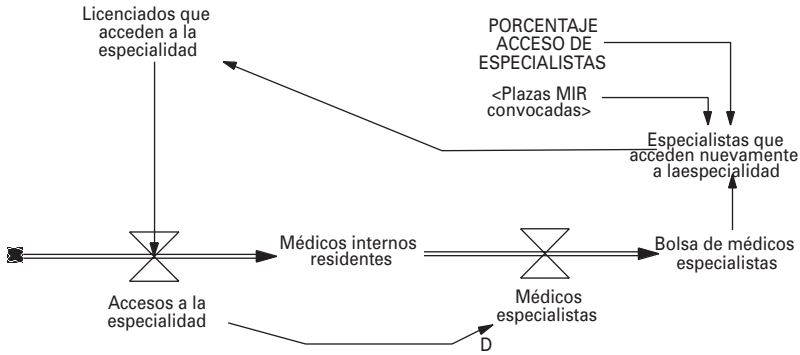 Licenciados que
acceden a la
especialidad
PORCENTAJE
ACCESO DE
ESPECIALISTAS
<Plazas MIR
convocadas>
Especialistas que
acceden nuevamente
a laespecialidad
Médicos internos
residentes
Bolsa de médicos
especialistas
Accesos a la
especialidad
Médicos
especialistas
D